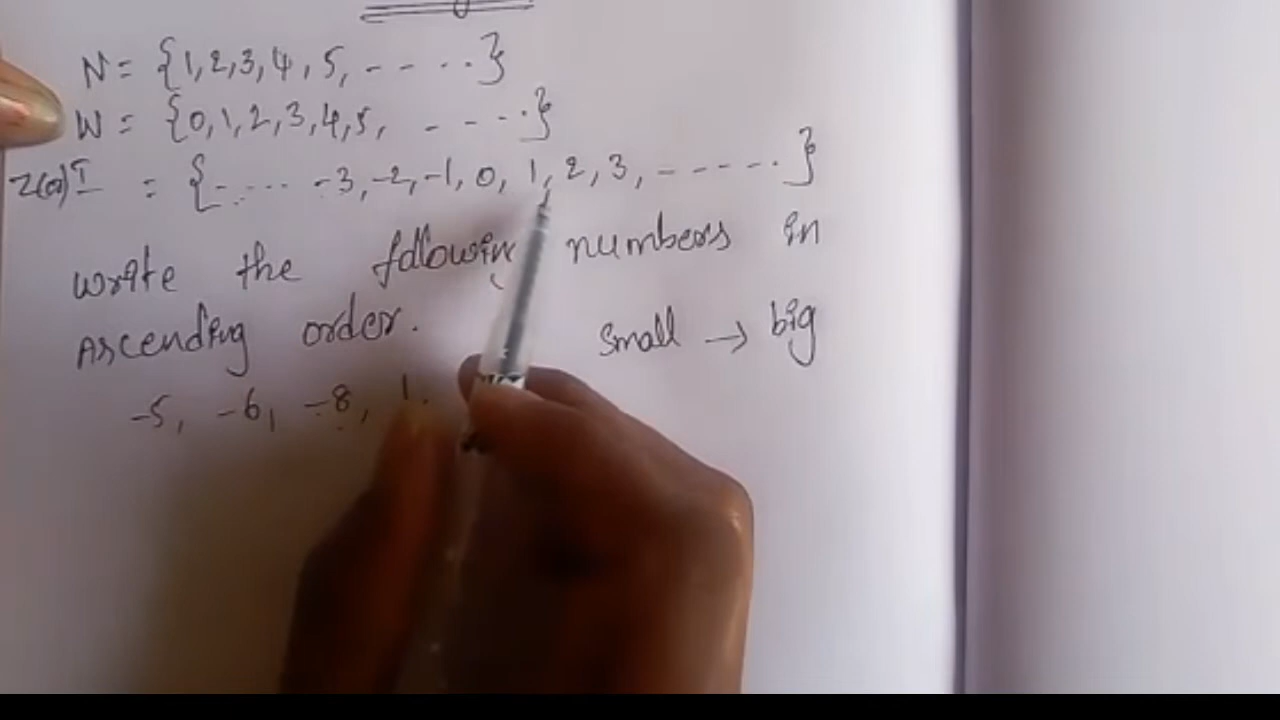 N = {1,2,3,4,5, - - - ..}
W = {0,1,2,3,4,5, - - - ..}
Z(or) I = {- .... -3,-2,-1, 0, 1, 2, 3, - - - - ..}
write the numbers in
Ascending order. Small → big
-5, -6, -8, 1